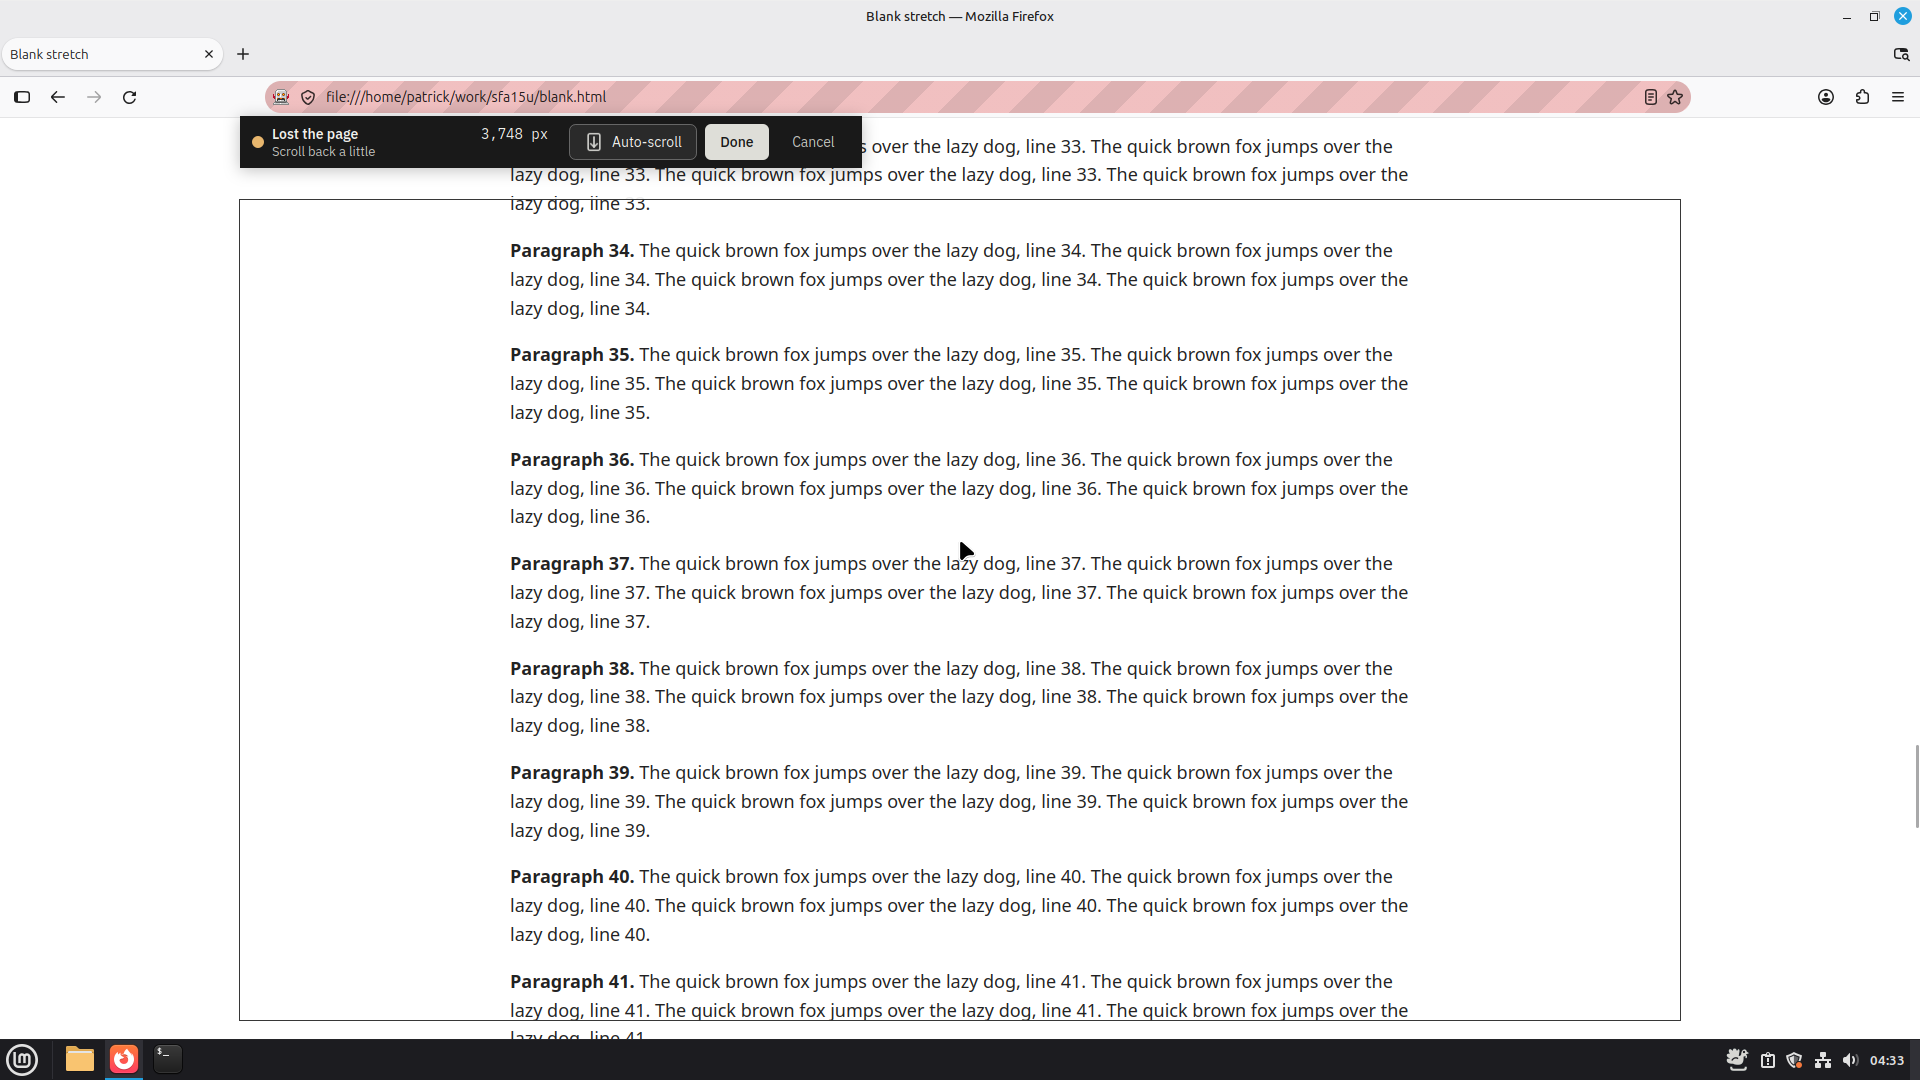 Blank stretch — Mozilla Firefox
Blank stretch
file:///home/patrick/work/sfa15u/blank.html
Lost the page
Scroll back a little
3,748 px
Auto-scroll
Done
Cancel
s over the lazy dog, line 33. The quick brown fox jumps over the
lazy dog, line 33. The quick brown fox jumps over the lazy dog, line 33. The quick brown fox jumps over the
lazy dog, line 33.
Paragraph 34. The quick brown fox jumps over the lazy dog, line 34. The quick brown fox jumps over the
lazy dog, line 34. The quick brown fox jumps over the lazy dog, line 34. The quick brown fox jumps over the
lazy dog, line 34.
Paragraph 35. The quick brown fox jumps over the lazy dog, line 35. The quick brown fox jumps over the
lazy dog, line 35. The quick brown fox jumps over the lazy dog, line 35. The quick brown fox jumps over the
lazy dog, line 35.
Paragraph 36. The quick brown fox jumps over the lazy dog, line 36. The quick brown fox jumps over the
lazy dog, line 36. The quick brown fox jumps over the lazy dog, line 36. The quick brown fox jumps over the
lazy dog, line 36.
Paragraph 37. The quick brown fox jumps over the lazy dog, line 37. The quick brown fox jumps over the
lazy dog, line 37. The quick brown fox jumps over the lazy dog, line 37. The quick brown fox jumps over the
lazy dog, line 37.
Paragraph 38. The quick brown fox jumps over the lazy dog, line 38. The quick brown fox jumps over the
lazy dog, line 38. The quick brown fox jumps over the lazy dog, line 38. The quick brown fox jumps over the
lazy dog, line 38.
Paragraph 39. The quick brown fox jumps over the lazy dog, line 39. The quick brown fox jumps over the
lazy dog, line 39. The quick brown fox jumps over the lazy dog, line 39. The quick brown fox jumps over the
lazy dog, line 39.
Paragraph 40. The quick brown fox jumps over the lazy dog, line 40. The quick brown fox jumps over the
lazy dog, line 40. The quick brown fox jumps over the lazy dog, line 40. The quick brown fox jumps over the
lazy dog, line 40.
Paragraph 41. The quick brown fox jumps over the lazy dog, line 41. The quick brown fox jumps over the
lazy dog, line 41. The quick brown fox jumps over the lazy dog, line 41. The quick brown fox jumps over the
lazy dog, line 41.
04:33